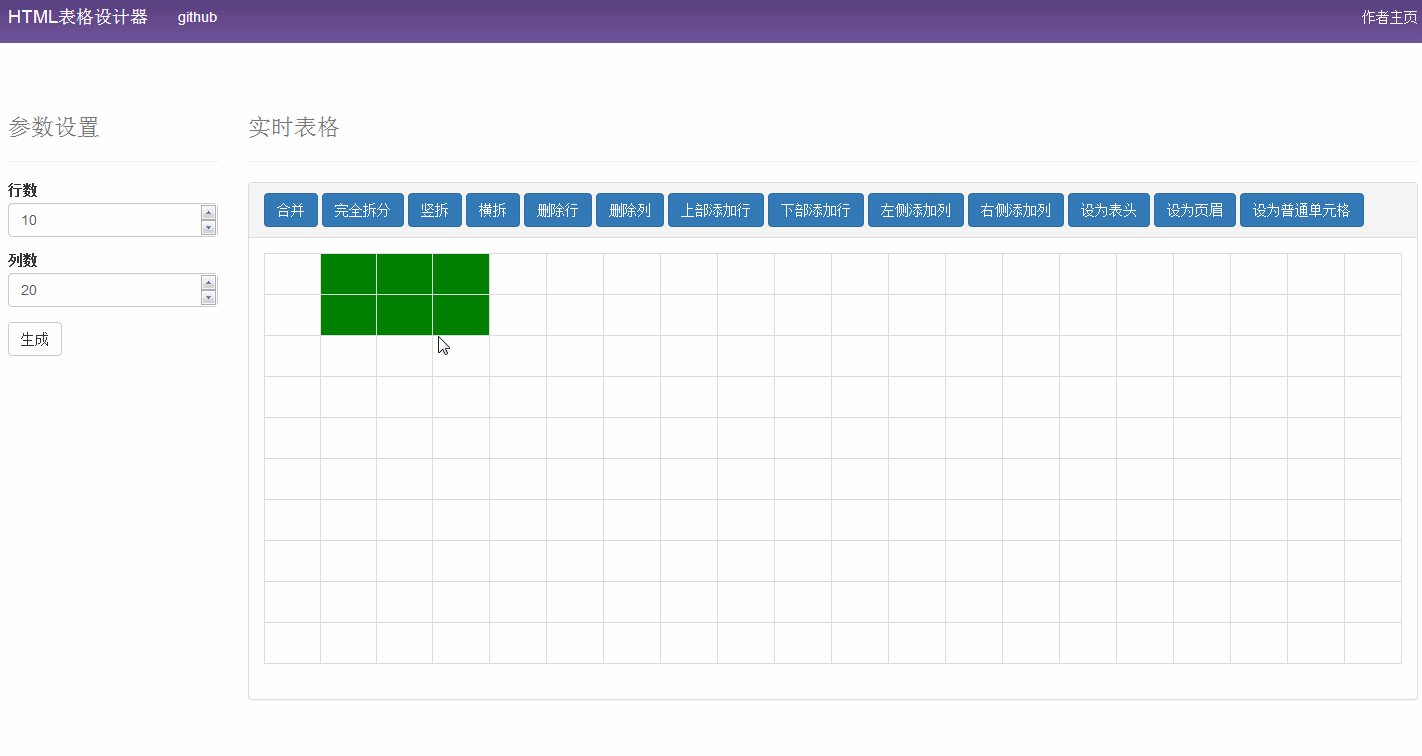 HTML表格设计器 github 作者主页
参数设置
实时表格
行数
10
列数
20
生成
合并 完全拆分 竖拆 横拆 删除行 删除列 上部添加行 下部添加行 左侧添加列 右侧添加列 设为表头 设为页眉 设为普通单元格